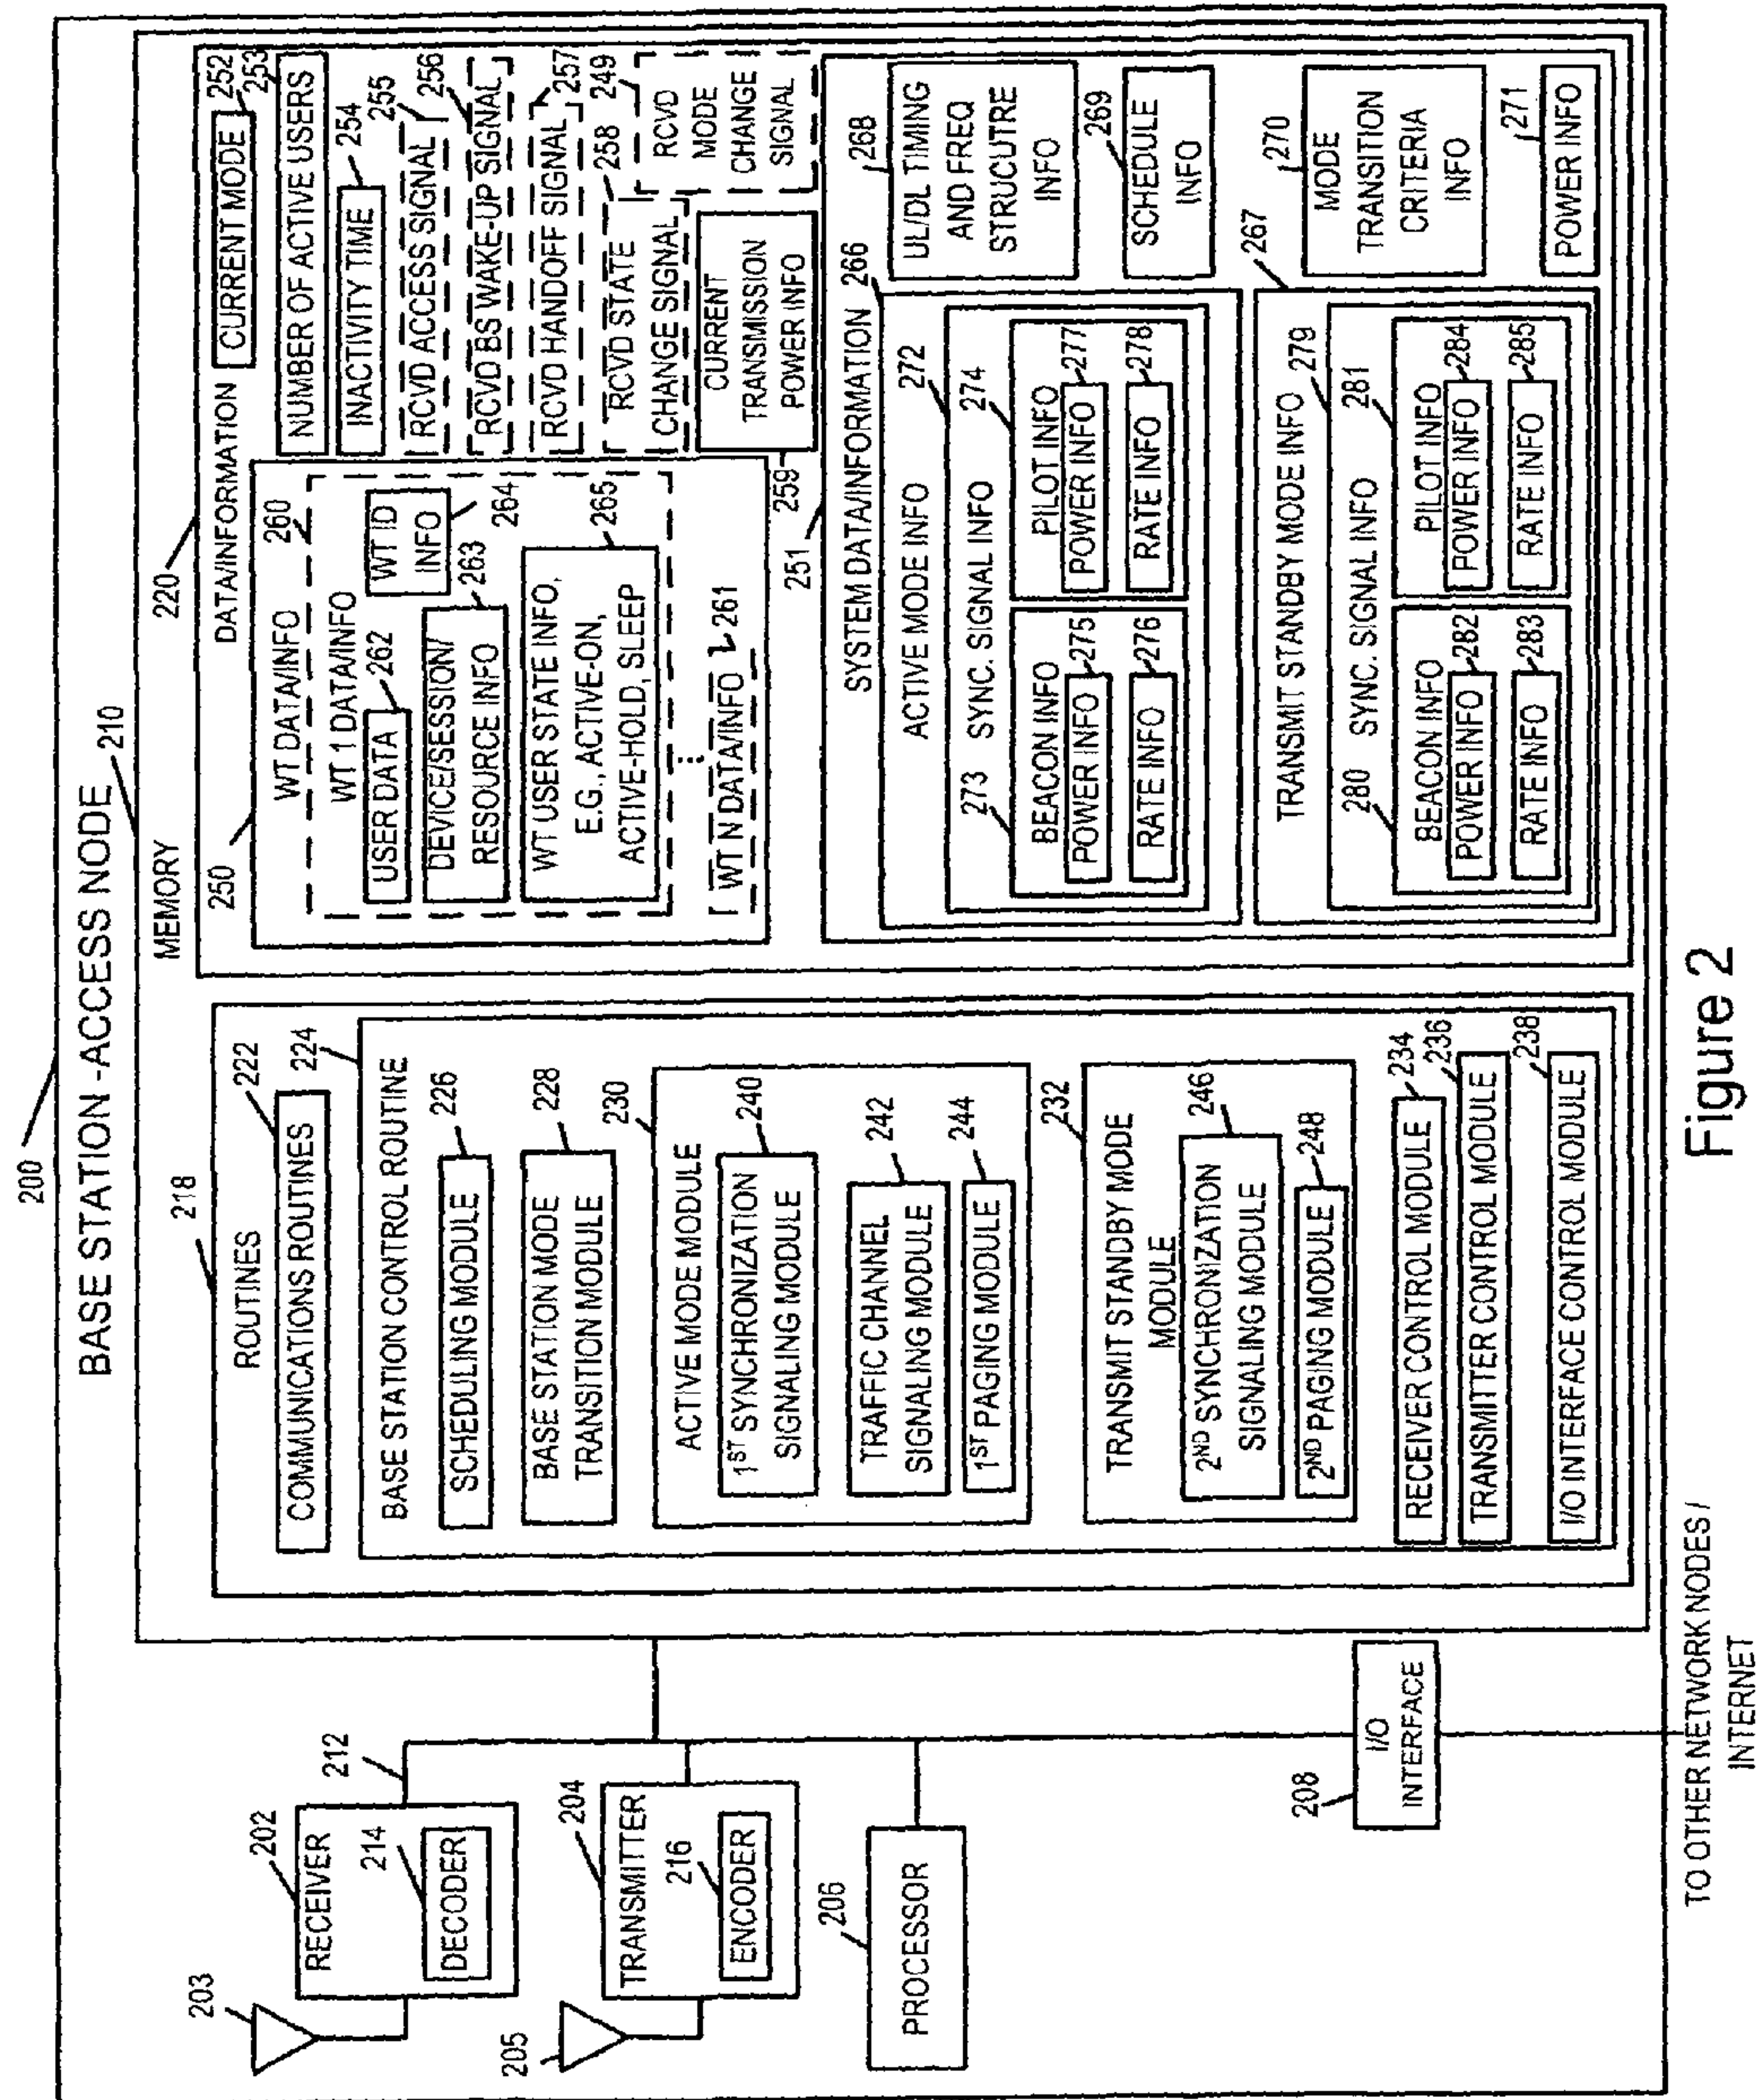 200
BASE STATION -ACCESS NODE
210
203
202
RECEIVER
214
DECODER
212
205
204
TRANSMITTER
216
ENCODER
206
PROCESSOR
208
I/O
INTERFACE
TO OTHER NETWORK NODES /
INTERNET
MEMORY
218
ROUTINES
222
COMMUNICATIONS ROUTINES
224
BASE STATION CONTROL ROUTINE
226
SCHEDULING MODULE
228
BASE STATION MODE
TRANSITION MODULE
230
ACTIVE MODE MODULE
240
1ST SYNCHRONIZATION
SIGNALING MODULE
242
TRAFFIC CHANNEL
SIGNALING MODULE
244
1ST PAGING MODULE
232
TRANSMIT STANDBY MODE
MODULE
246
2ND SYNCHRONIZATION
SIGNALING MODULE
248
2ND PAGING MODULE
234
RECEIVER CONTROL MODULE
236
TRANSMITTER CONTROL MODULE
238
I/O INTERFACE CONTROL MODULE
220
DATA/INFORMATION
250
WT DATA/INFO
260
WT 1 DATA/INFO
262
USER DATA
WT ID
INFO
264
263
DEVICE/SESSION/
RESOURCE INFO
265
WT USER STATE INFO,
E.G., ACTIVE-ON,
ACTIVE-HOLD, SLEEP
WT N DATA/INFO
261
CURRENT MODE
252
253
NUMBER OF ACTIVE USERS
254
INACTIVITY TIME
255
RCVD ACCESS SIGNAL
256
RCVD BS WAKE-UP SIGNAL
257
RCVD HANDOFF SIGNAL
258
RCVD STATE
CHANGE SIGNAL
249
RCVD
MODE
CHANGE
SIGNAL
259
CURRENT
TRANSMISSION
POWER INFO
251
SYSTEM DATA/INFORMATION
266
ACTIVE MODE INFO
272
SYNC. SIGNAL INFO
273
BEACON INFO
POWER INFO
275
RATE INFO
276
274
PILOT INFO
POWER INFO
277
RATE INFO
278
267
TRANSMIT STANDBY MODE INFO
279
SYNC. SIGNAL INFO
280
BEACON INFO
POWER INFO
282
RATE INFO
283
281
PILOT INFO
POWER INFO
284
RATE INFO
285
268
UL/DL TIMING
AND FREQ
STRUCUTRE
INFO
269
SCHEDULE
INFO
270
MODE
TRANSITION
CRITERIA
INFO
271
POWER INFO
Figure 2